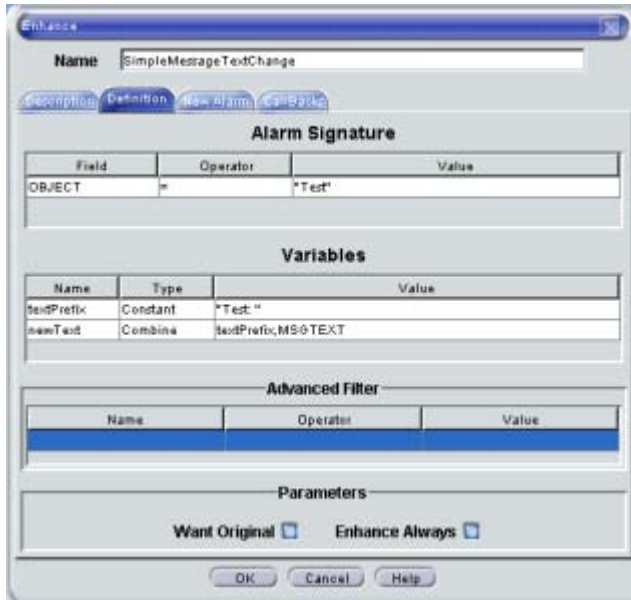 Enhance
Name SimpleMessageTextChange
Description Definition New Alarm CallBacks
Alarm Signature
Field Operator Value
OBJECT = "Test"
Variables
Name Type Value
textPrefix Constant "Test: "
newText Combine textPrefix,MSGTEXT
Advanced Filter
Name Operator Value
Parameters
Want Original Enhance Always
OK Cancel Help